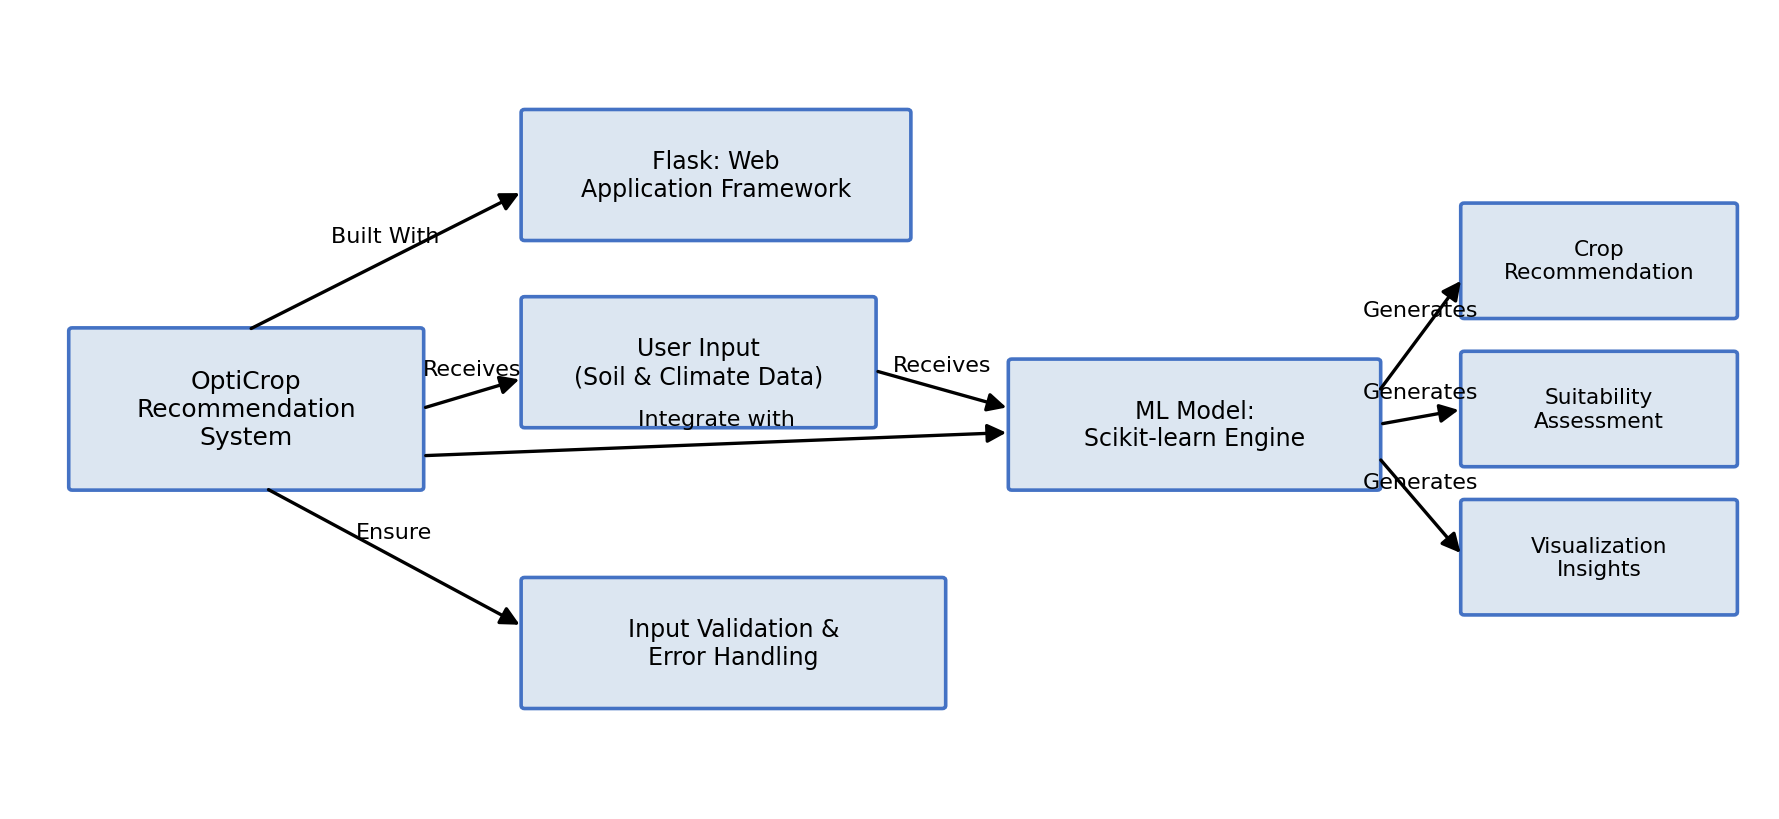 Flask: Web
Application Framework
Built With
OptiCrop
Recommendation
System
Receives
User Input
(Soil & Climate Data)
Integrate with
Receives
Ensure
Input Validation &
Error Handling
ML Model:
Scikit-learn Engine
Generates
Crop
Recommendation
Generates
Suitability
Assessment
Generates
Visualization
Insights